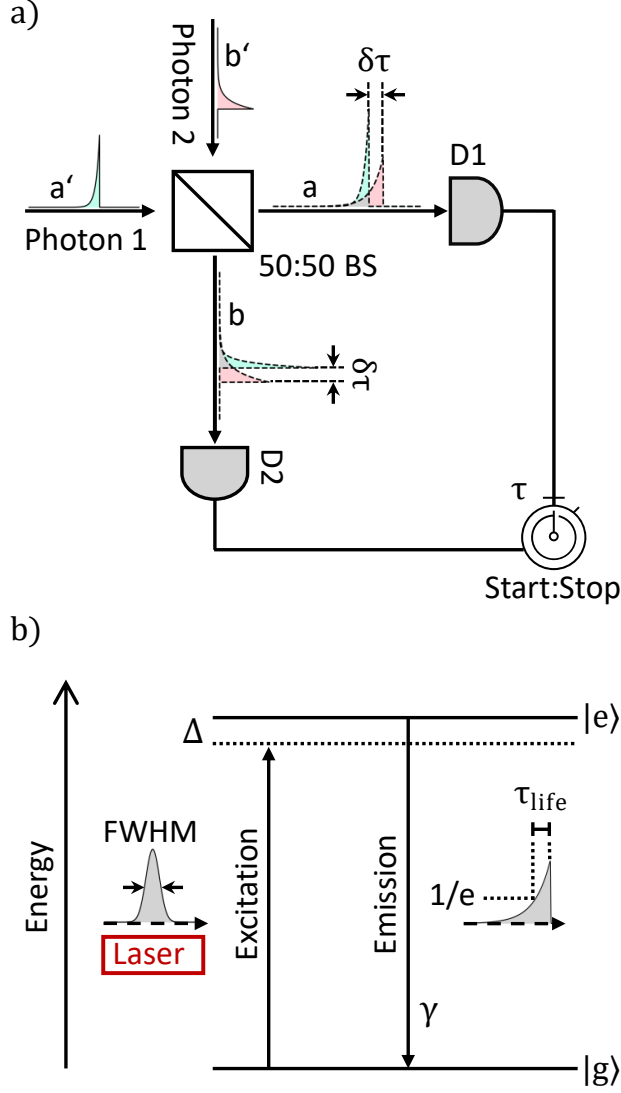 a)
Photon 2
b‘
δτ
D1
a‘
a
Photon 1
50:50 BS
b
δτ
D2
τ
Start:Stop
b)
Energy
|e⟩
Δ
τlife
FWHM
1/e
Laser
Excitation
Emission
γ
|g⟩